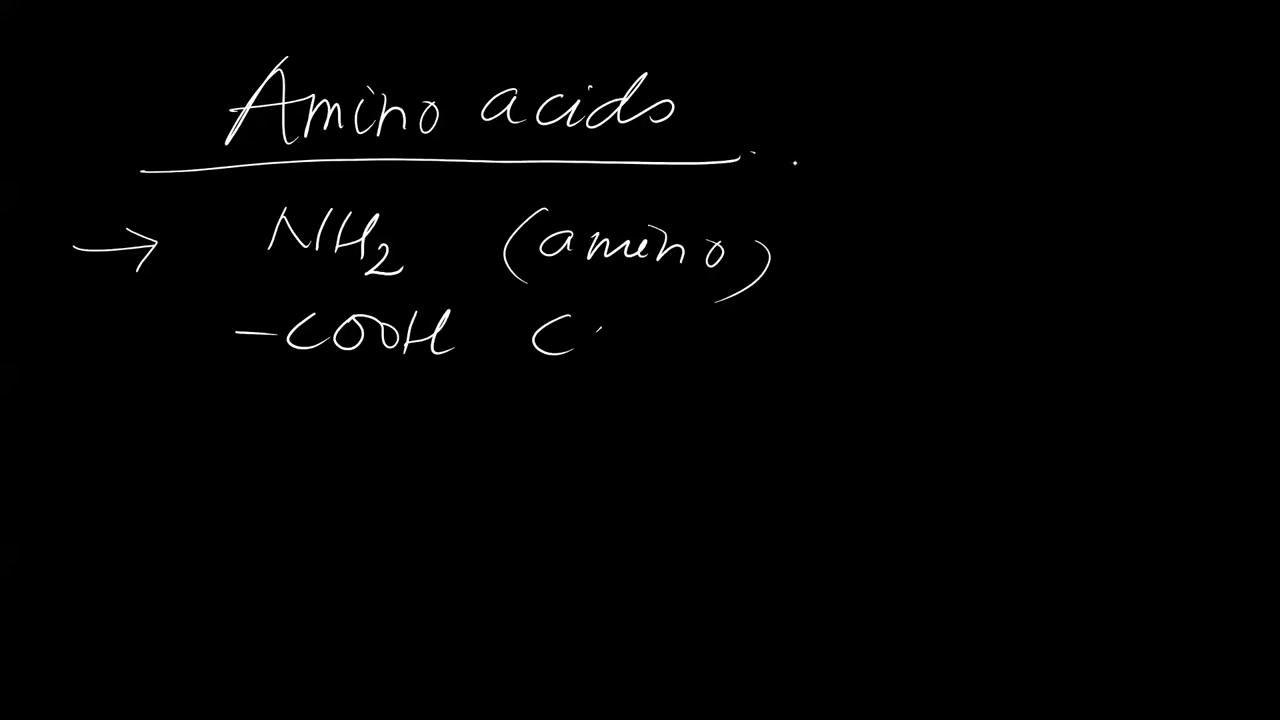 Amino acids
→ NH₂ (amino)
-COOH C